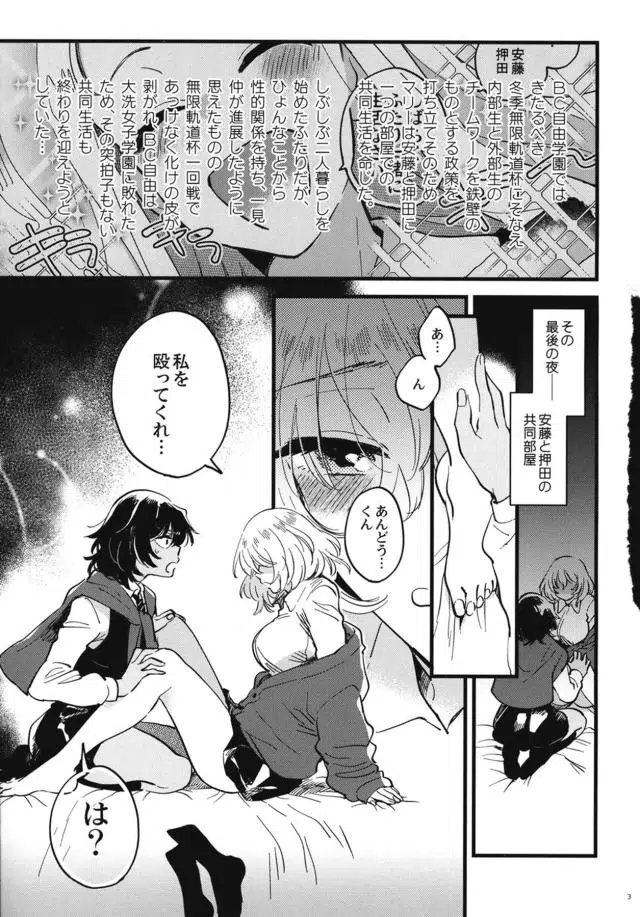 安藤
押田
ＢＣ自由学園では
きたるべき
冬季無限軌道杯にそなえ
内部生と外部生の
チームワークを鉄壁の
ものとする政策を
打ち立てそのため
マリーは安藤と押田に
一つの部屋での
共同生活を命じた。
しぶしぶ二人暮らしを
始めたふたりだが、
ひょんなことから
性的関係を持ち、一見
仲が進展したように
思えたものの
無限軌道杯一回戦で
あっけなく化けの皮が
剥がれ、ＢＣ自由は
大洗女子学園に敗れた
ため、その突拍子もない
共同生活も
終わりを迎えようと
していた…
キラ
キラ
その
最後の夜――
安藤と押田の
共同部屋
あ…
ん
あんどう…
くん
私を
殴ってくれ…
は？
3